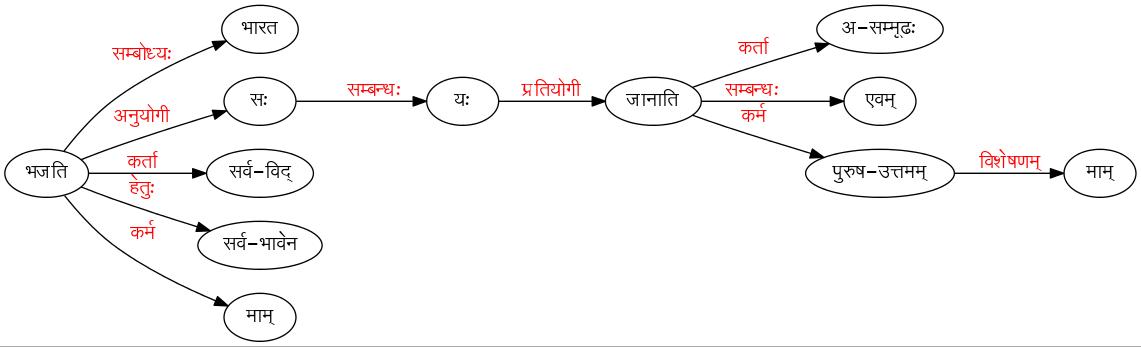 भारत
अ-सम्मूढः
सम्बोध्यः
कर्ता
सः
सम्बन्धः
यः
प्रतियोगी
जानाति
सम्बन्धः
एवम्
अनुयोगी
कर्म
भजति
कर्ता
सर्व-विद्
पुरुष-उत्तमम्
विशेषणम्
माम्
हेतुः
सर्व-भावेन
कर्म
माम्